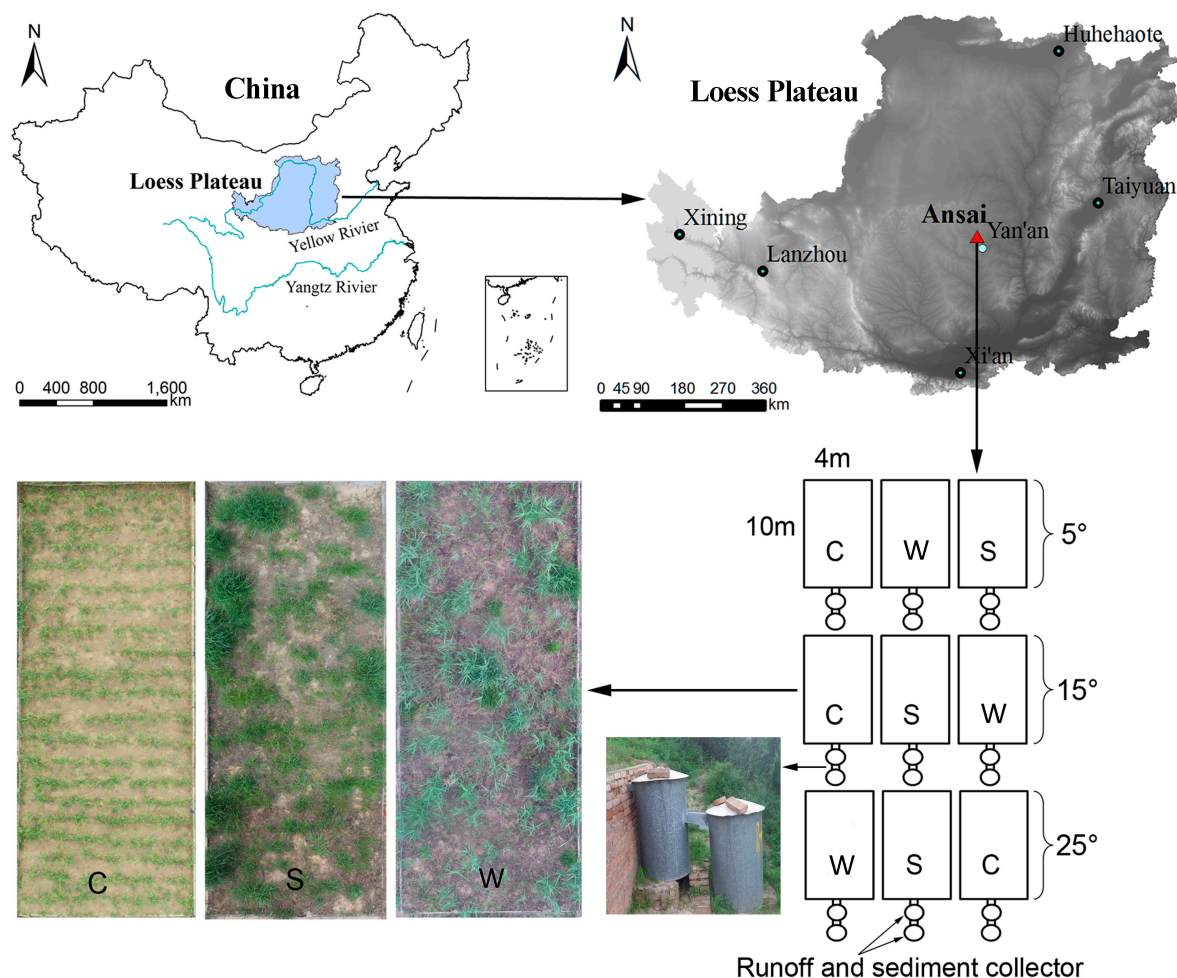 N
China
Loess Plateau
Yellow Rivier
Yangtz Rivier
0 400 800 1,600
km
N
Loess Plateau
Huhehaote
Taiyuan
Xining
Ansai
Yan'an
Lanzhou
Xi'an
0 45 90 180 270 360
km
4m
10m
C W S 5°
C S W 15°
W S C 25°
C S W
Runoff and sediment collector